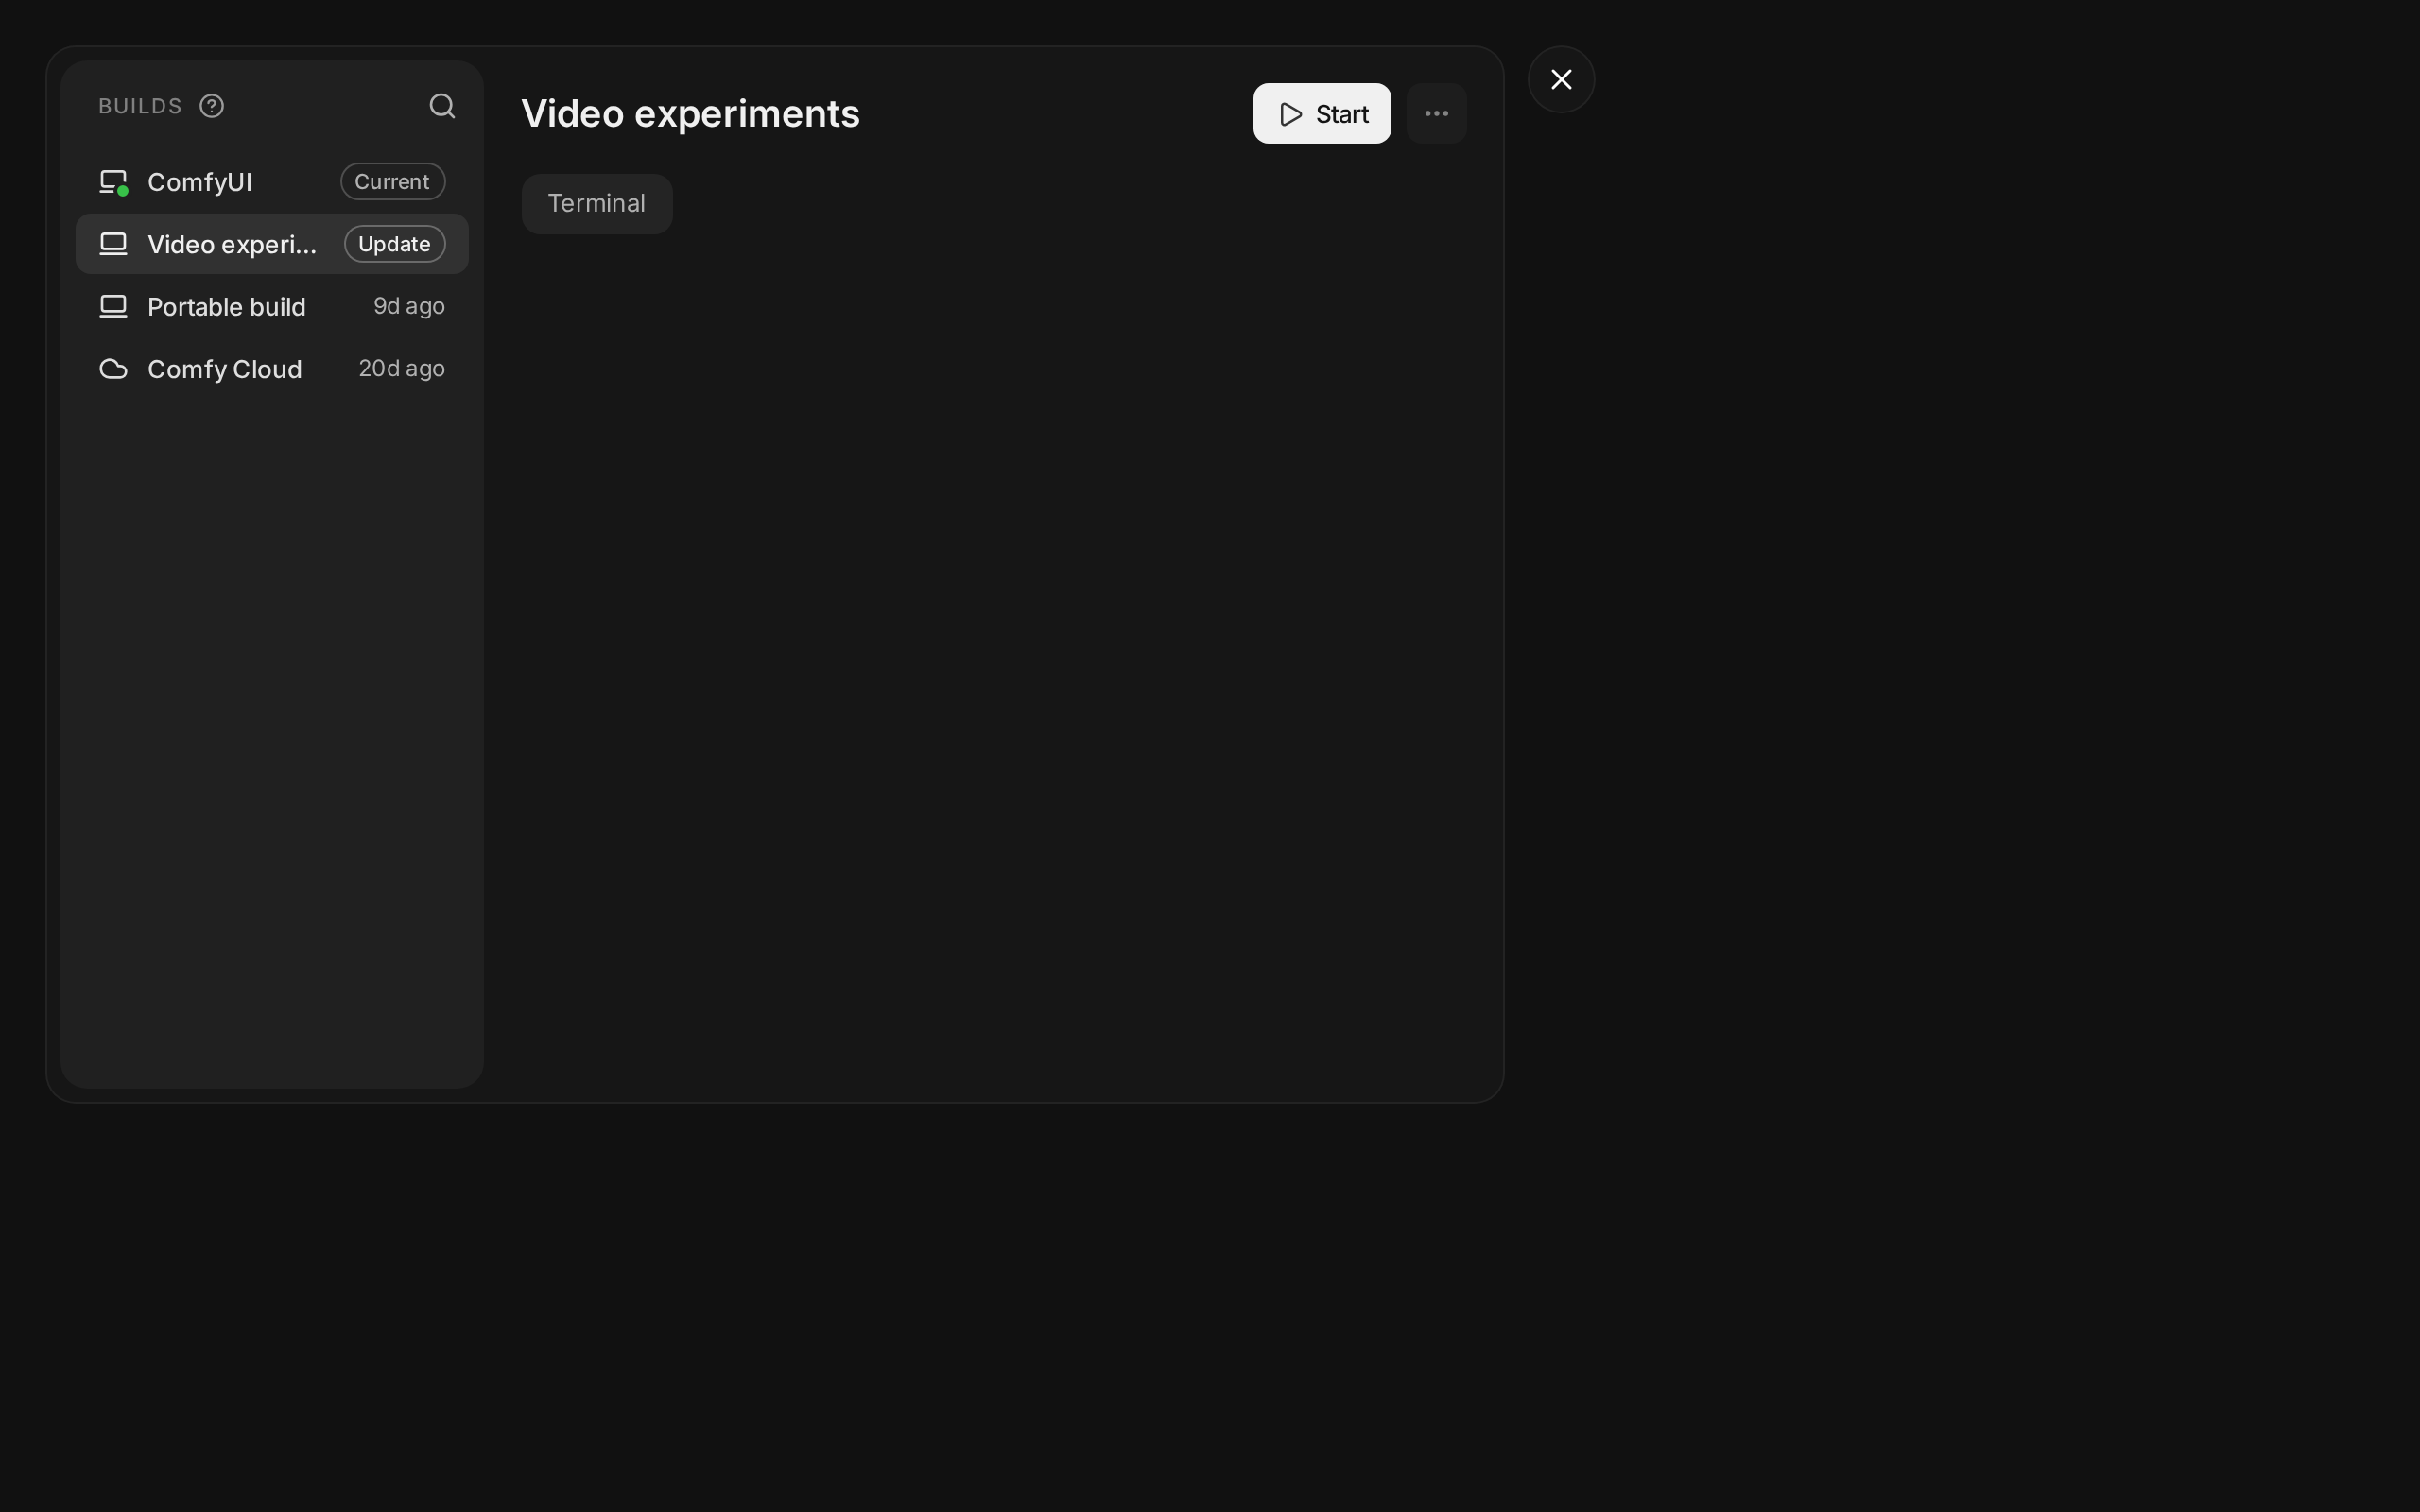 BUILDS
ComfyUI
Current
Video experi...
Update
Portable build
9d ago
Comfy Cloud
20d ago
Video experiments
Start
Terminal